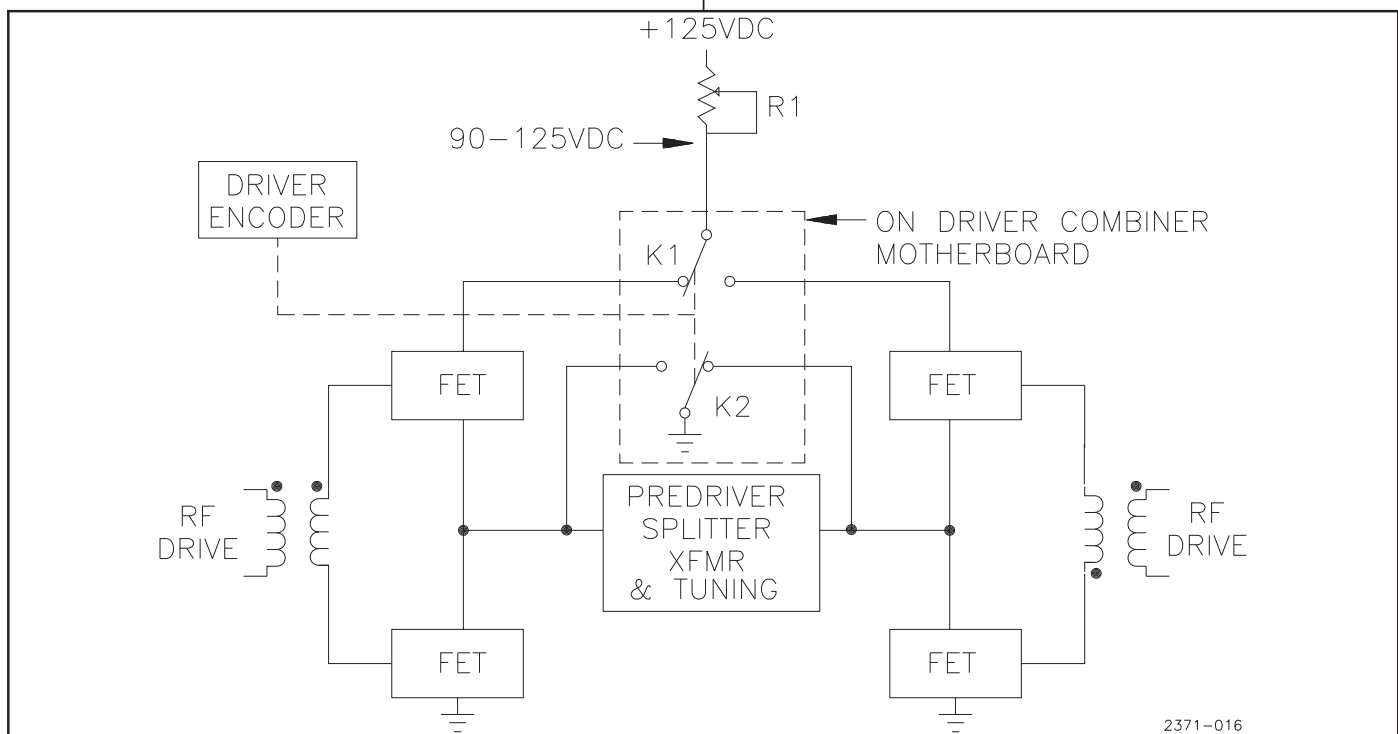 +125VDC
R1
90-125VDC
DRIVER
ENCODER
ON DRIVER COMBINER
MOTHERBOARD
K1
FET
FET
K2
PREDRIVER
SPLITTER
XFMR
& TUNING
RF
DRIVE
RF
DRIVE
FET
FET
2371-016